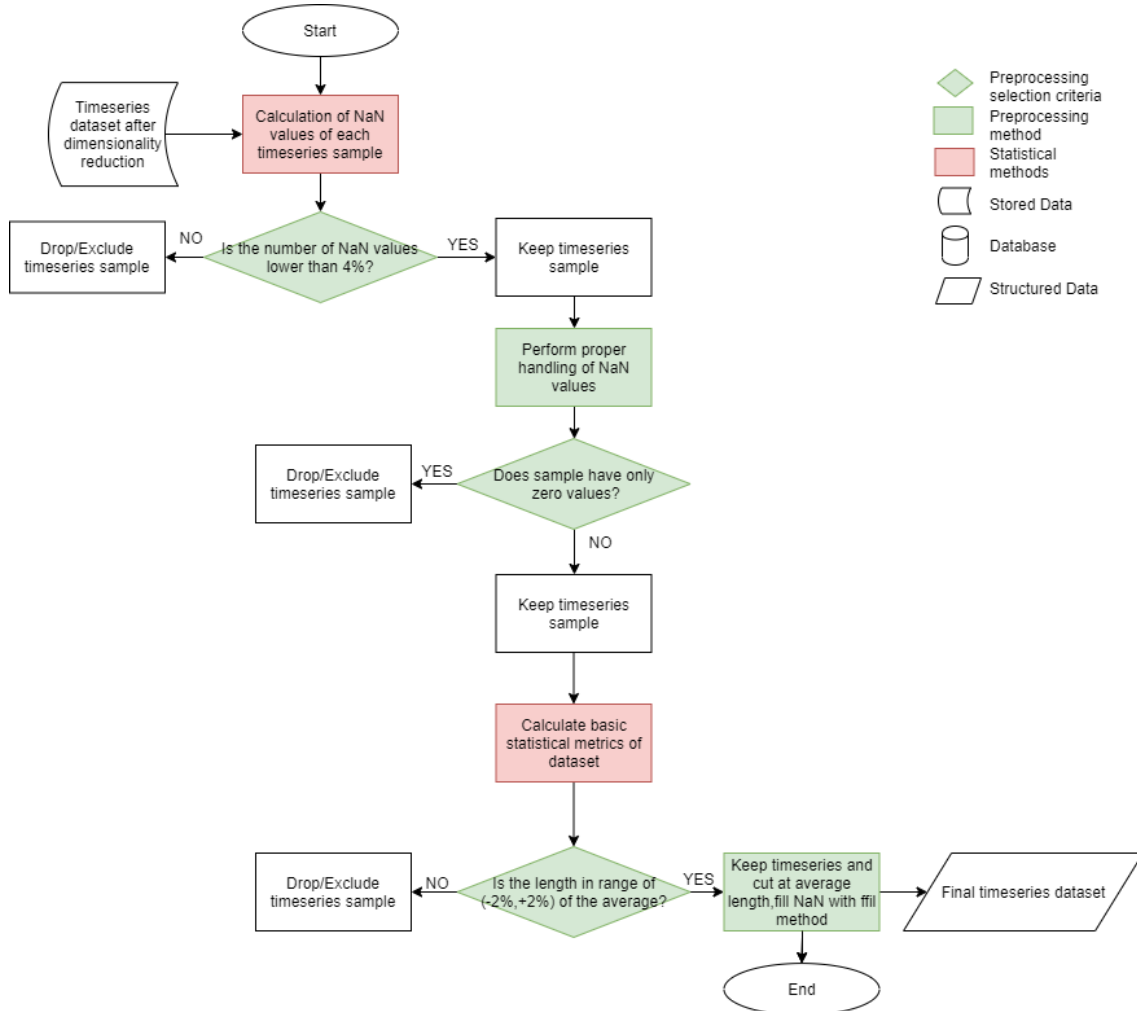 Start
Timeseries
dataset after
dimensionality
reduction
Calculation of NaN
values of each
timeseries sample
Preprocessing
selection criteria
Preprocessing
method
Statistical
methods
Stored Data
Database
Structured Data
Drop/Exclude
timeseries sample
NO
Is the number of NaN values
lower than 4%?
YES
Keep timeseries
sample
Perform proper
handling of NaN
values
Drop/Exclude
timeseries sample
YES
Does sample have only
zero values?
NO
Keep timeseries
sample
Calculate basic
statistical metrics of
dataset
Drop/Exclude
timeseries sample
NO
Is the length in range of
(-2%,+2%) of the average?
YES
Keep timeseries and
cut at average
length,fill NaN with ffil
method
Final timeseries dataset
End